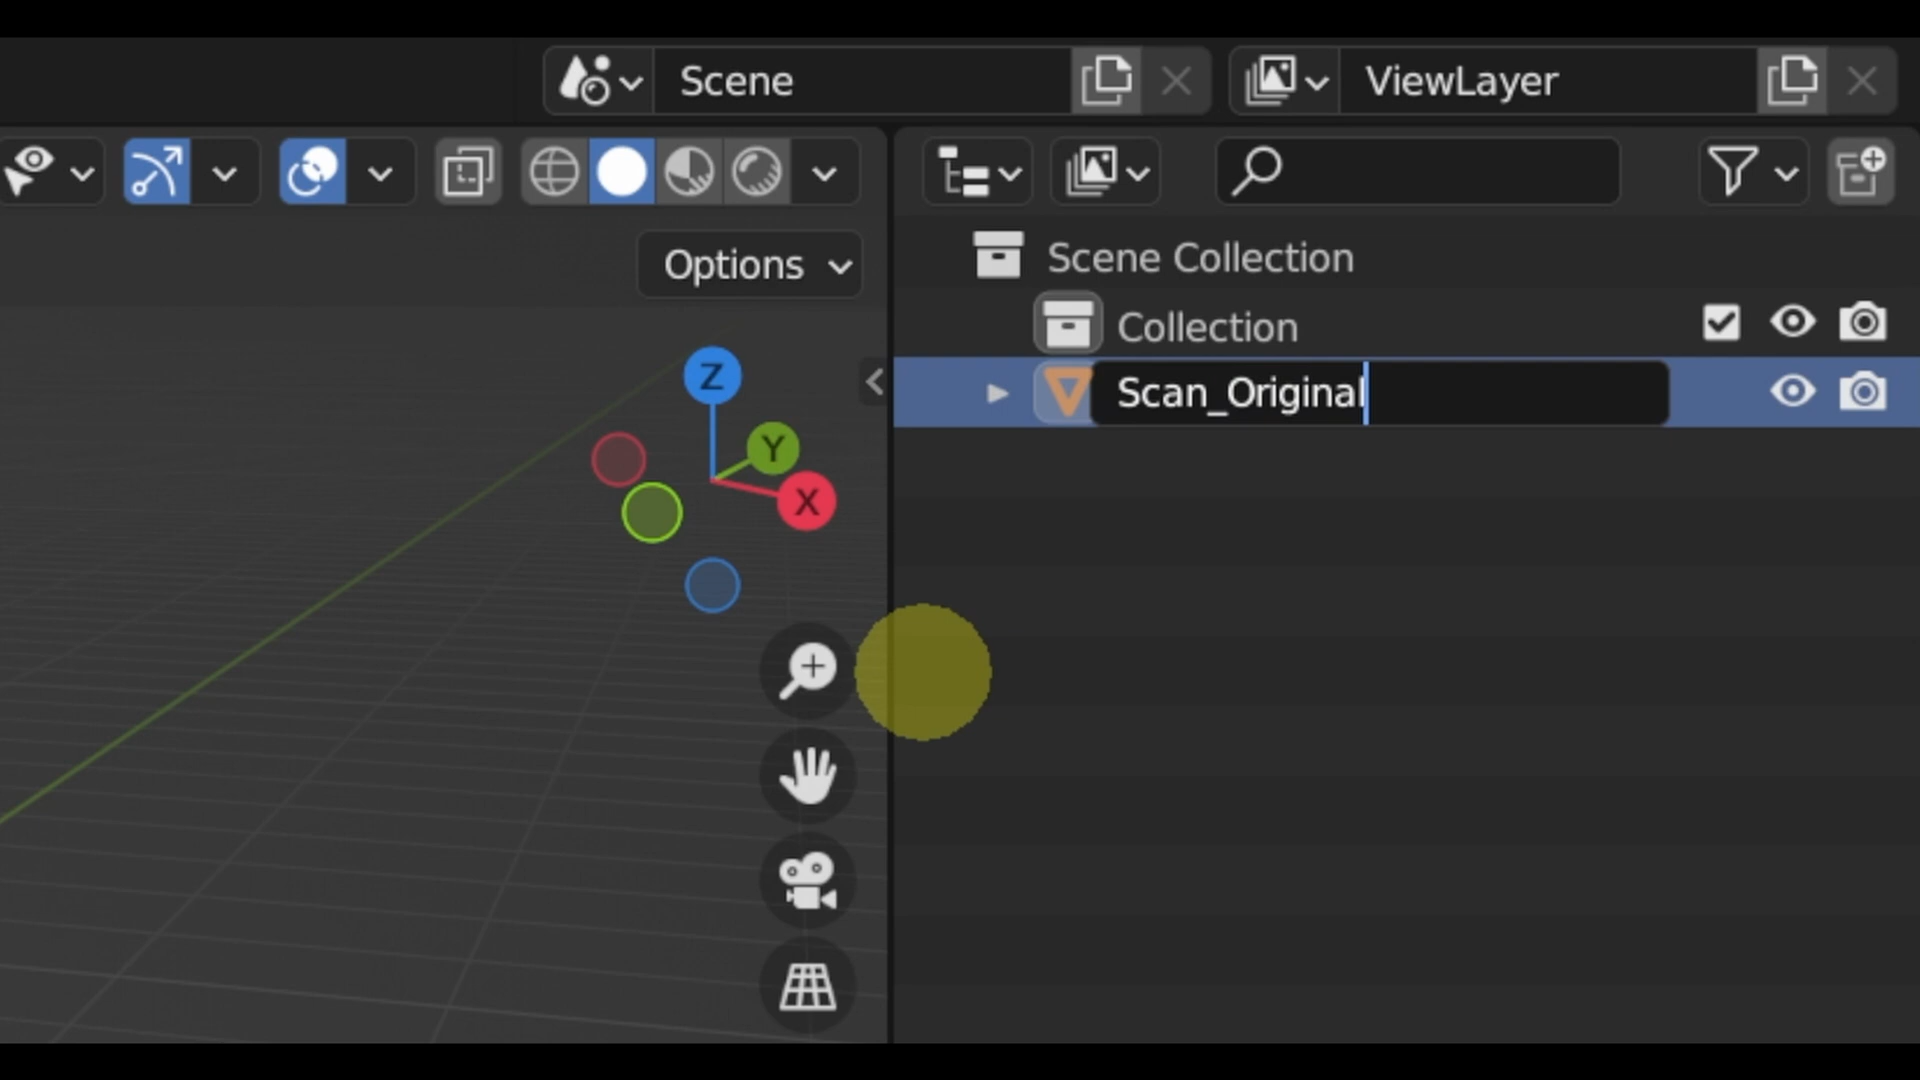 Scene
ViewLayer
Options
Scene Collection
Collection
Scan_Original
Z
Y
X